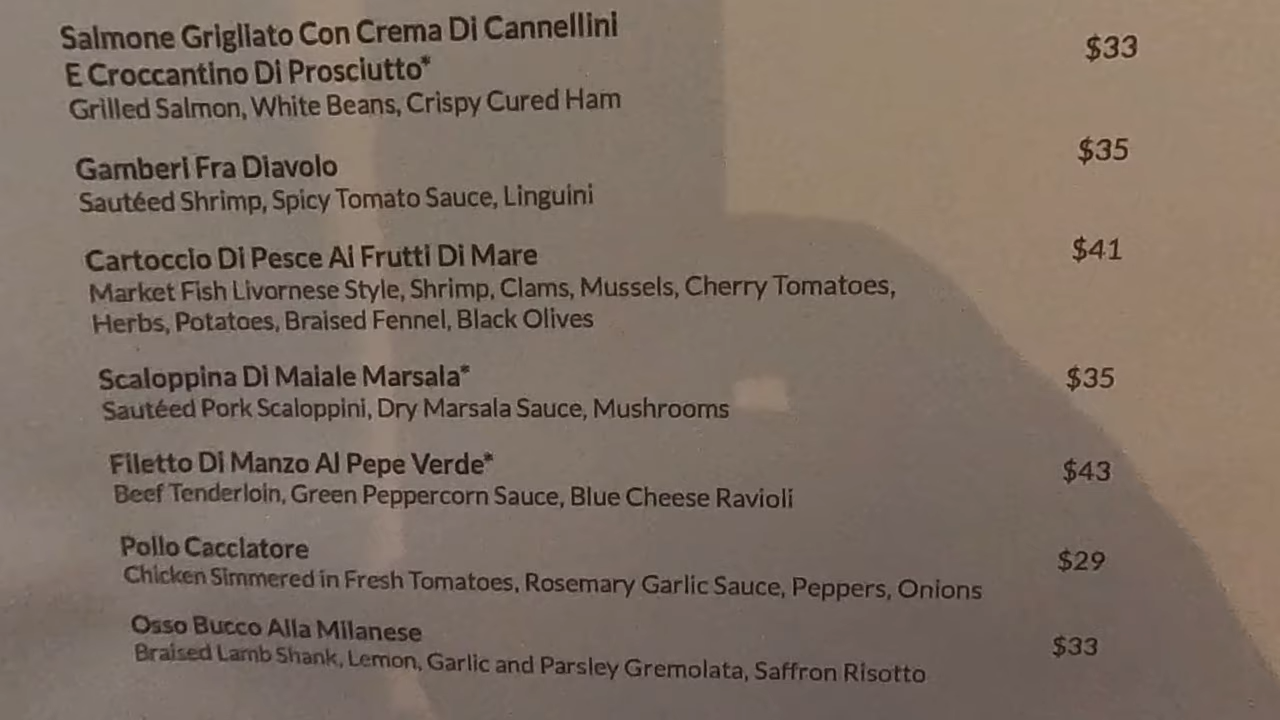 Salmone Grigliato Con Crema Di Cannellini
E Croccantino Di Prosciutto* $33
Grilled Salmon, White Beans, Crispy Cured Ham
Gamberi Fra Diavolo $35
Sautéed Shrimp, Spicy Tomato Sauce, Linguini
Cartoccio Di Pesce Ai Frutti Di Mare $41
Market Fish Livornese Style, Shrimp, Clams, Mussels, Cherry Tomatoes,
Herbs, Potatoes, Braised Fennel, Black Olives
Scaloppina Di Maiale Marsala* $35
Sautéed Pork Scaloppini, Dry Marsala Sauce, Mushrooms
Filetto Di Manzo Al Pepe Verde* $43
Beef Tenderloin, Green Peppercorn Sauce, Blue Cheese Ravioli
Pollo Cacciatore $29
Chicken Simmered in Fresh Tomatoes, Rosemary Garlic Sauce, Peppers, Onions
Osso Bucco Alla Milanese $33
Braised Lamb Shank, Lemon, Garlic and Parsley Gremolata, Saffron Risotto